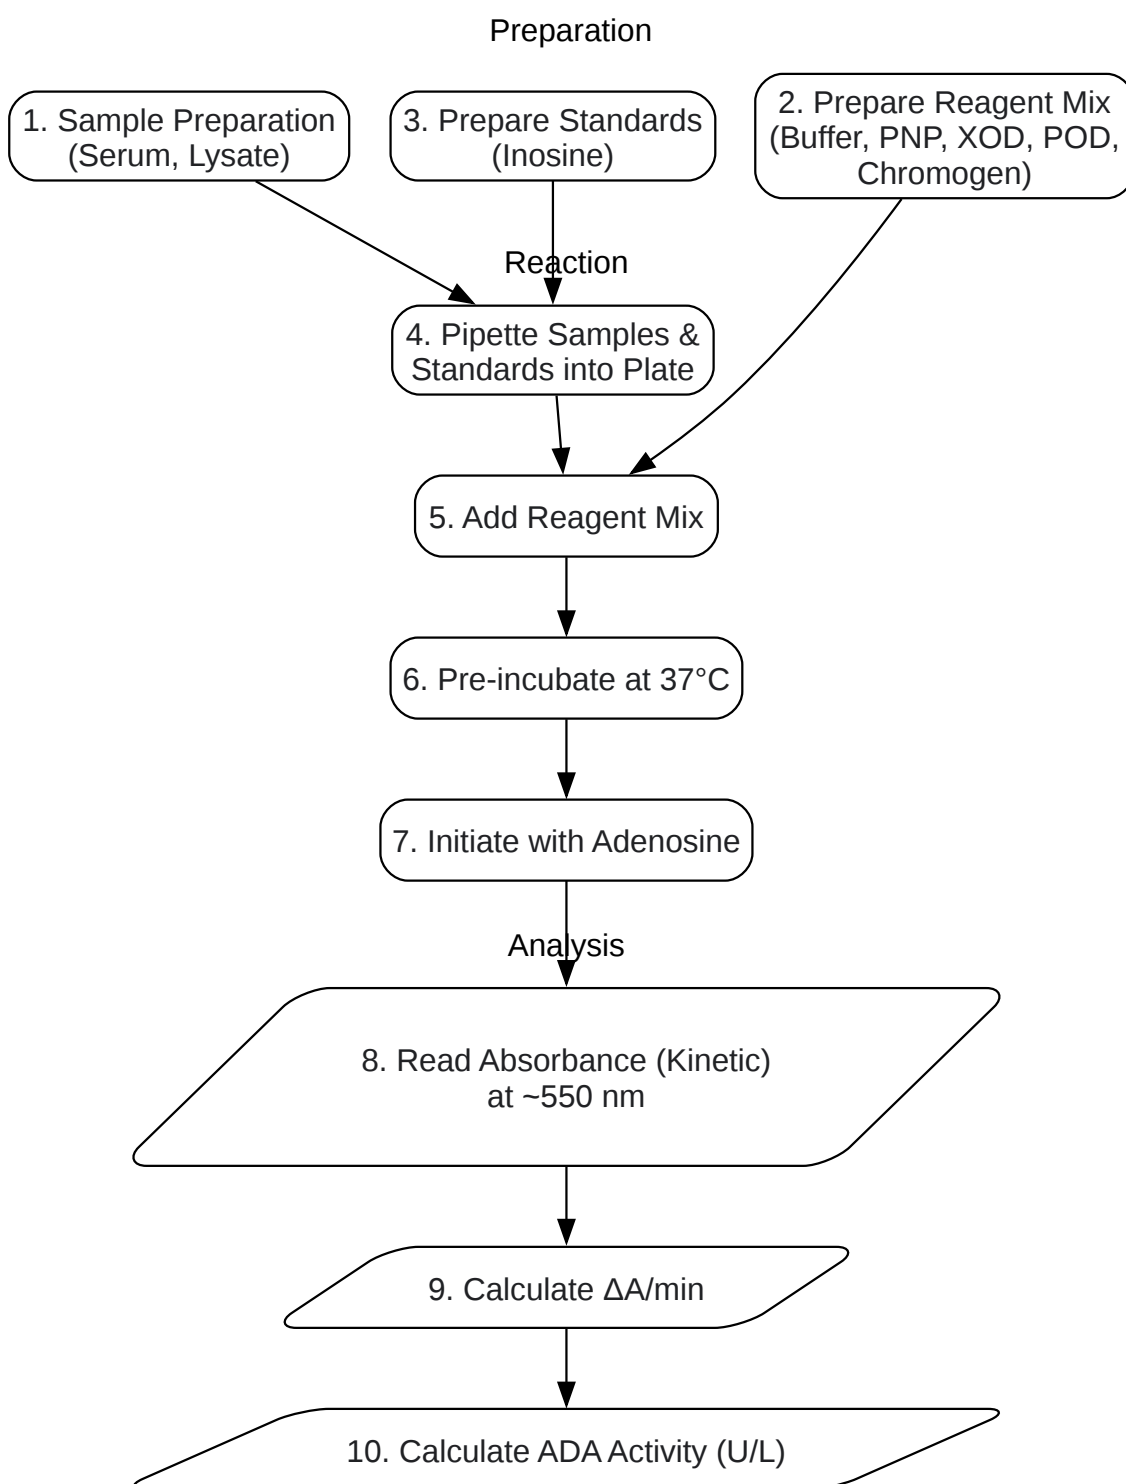 Preparation
1. Sample Preparation
(Serum, Lysate)
3. Prepare Standards
(Inosine)
2. Prepare Reagent Mix
(Buffer, PNP, XOD, POD,
Chromogen)
Reaction
4. Pipette Samples &
Standards into Plate
5. Add Reagent Mix
6. Pre-incubate at 37°C
7. Initiate with Adenosine
Analysis
8. Read Absorbance (Kinetic)
at ~550 nm
9. Calculate ΔA/min
10. Calculate ADA Activity (U/L)